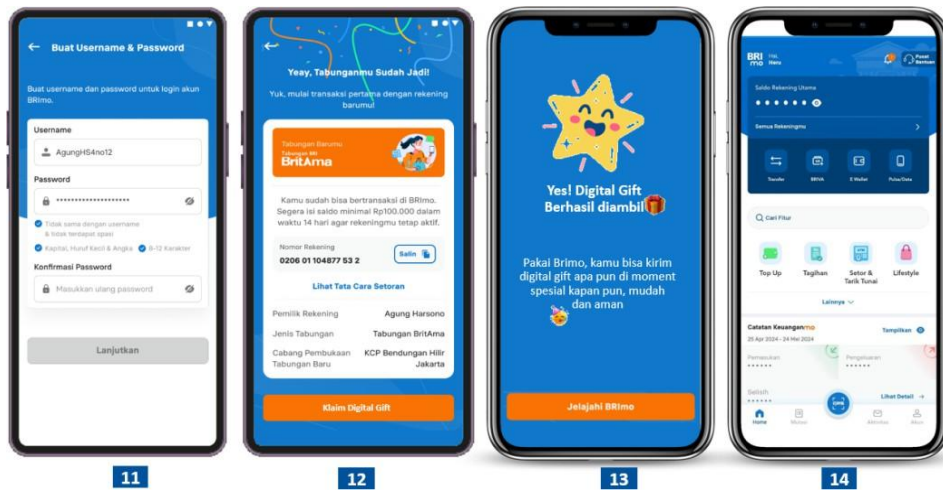 Buat Username & Password
Buat username dan password untuk login akun
BRImo.
Username
AgungHS4no12
Password
Tidak sama dengan username
& tidak terdapat spasi
Kapital, Huruf Kecil & Angka
8-12 Karakter
Konfirmasi Password
Masukkan ulang password
Lanjutkan
11
Yeay, Tabunganmu Sudah Jadi!
Yuk, mulai transaksi pertama dengan rekening
barumu!
Tabungan Barumu
Tabungan BRI
BritAma
Kamu sudah bisa bertransaksi di BRImo.
Segera isi saldo minimal Rp100.000 dalam
waktu 14 hari agar rekeningmu tetap aktif.
Nomor Rekening
0206 01 104877 53 2
Salin
Lihat Tata Cara Setoran
Pemilik Rekening Agung Harsono
Jenis Tabungan Tabungan BritAma
Cabang Pembukaan KCP Bendungan Hilir
Tabungan Baru Jakarta
Klaim Digital Gift
12
Yes! Digital Gift
Berhasil diambil
Pakai Brimo, kamu bisa kirim
digital gift apa pun di moment
spesial kapan pun, mudah
dan aman
Jelajahi BRImo
13
BRI
mo
Pusat
Bantuan
Saldo Rekening Utama
Semua Rekeningmu
Transfer
BRIVA
E Wallet
Pulsa/Data
Cari Fitur
Top Up
Tagihan
Setor &
Tarik Tunai
Lifestyle
Lainnya
Catatan Keuanganmo
Tampilkan
25 Apr 2024 - 24 Mei 2024
Pemasukan
Pengeluaran
Selisih
Lihat Detail
Home
Mutasi
QRIS
Aktivitas
Akun
14